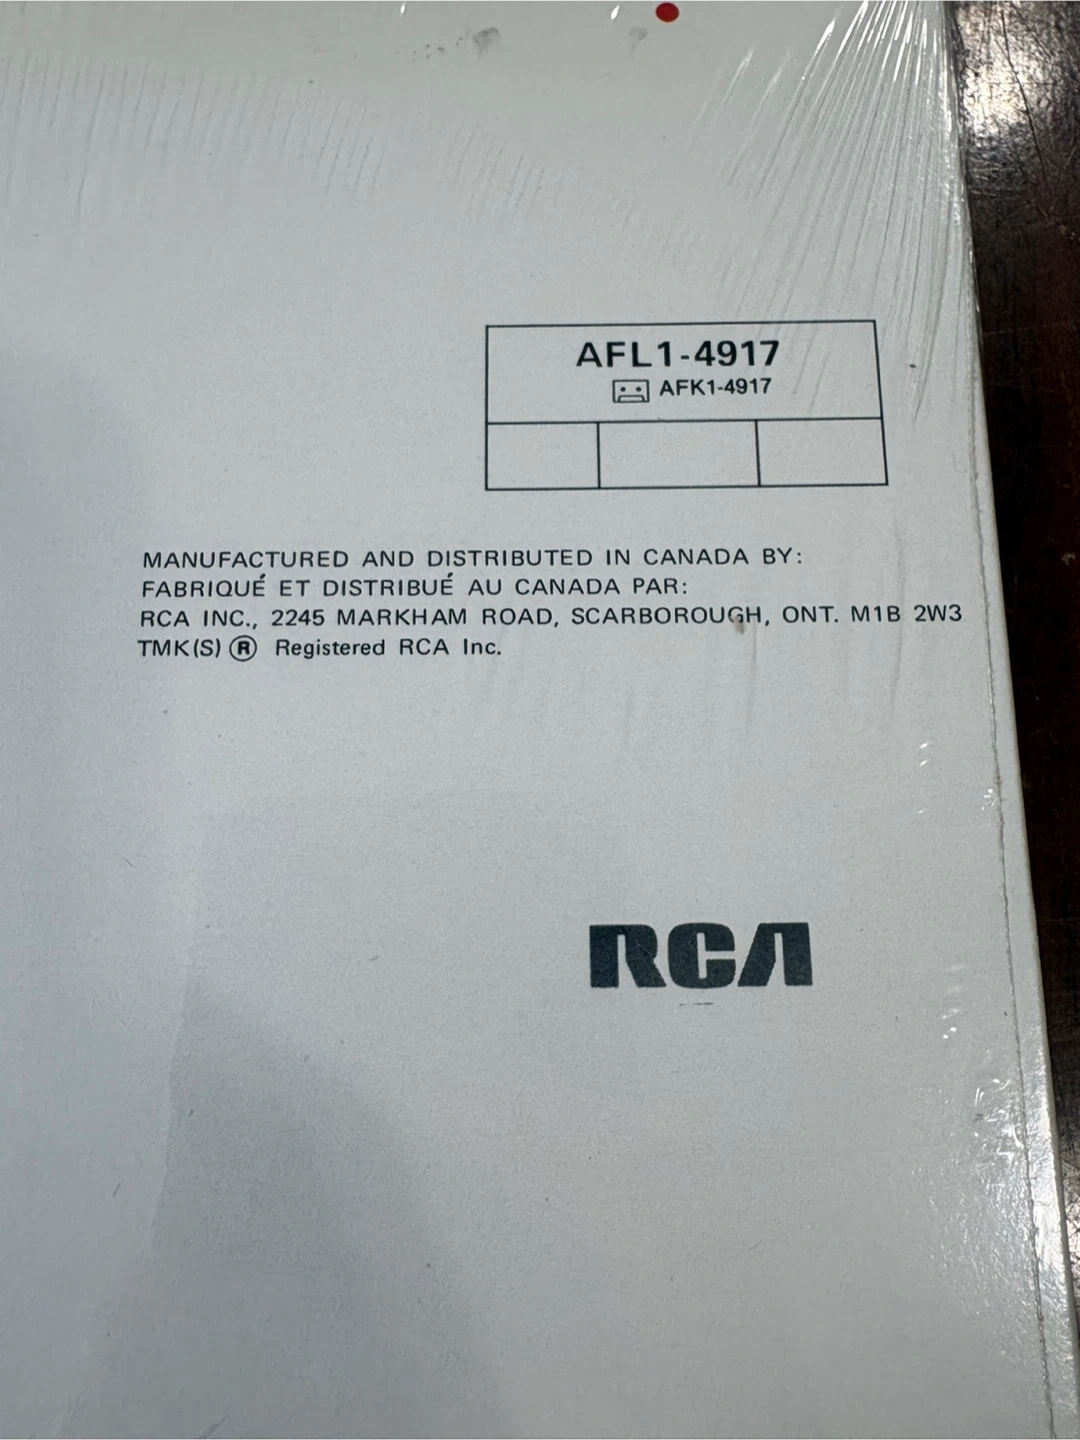 AFL1-4917
AFK1-4917
MANUFACTURED AND DISTRIBUTED IN CANADA BY:
FABRIQUÉ ET DISTRIBUÉ AU CANADA PAR:
RCA INC., 2245 MARKHAM ROAD, SCARBOROUGH, ONT. M1B 2W3
TMK(S) ® Registered RCA Inc.
RCA